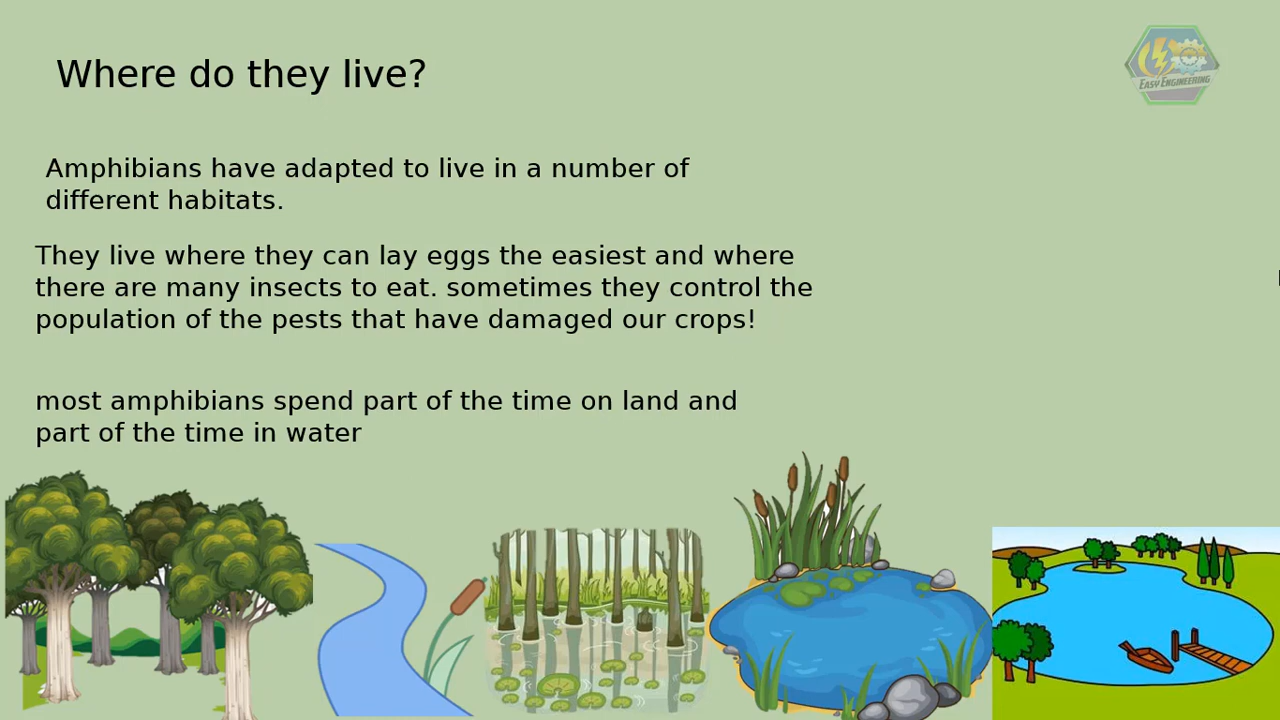 Where do they live?
EASY ENGINEERING
Amphibians have adapted to live in a number of
different habitats.
They live where they can lay eggs the easiest and where
there are many insects to eat. sometimes they control the
population of the pests that have damaged our crops!
most amphibians spend part of the time on land and
part of the time in water